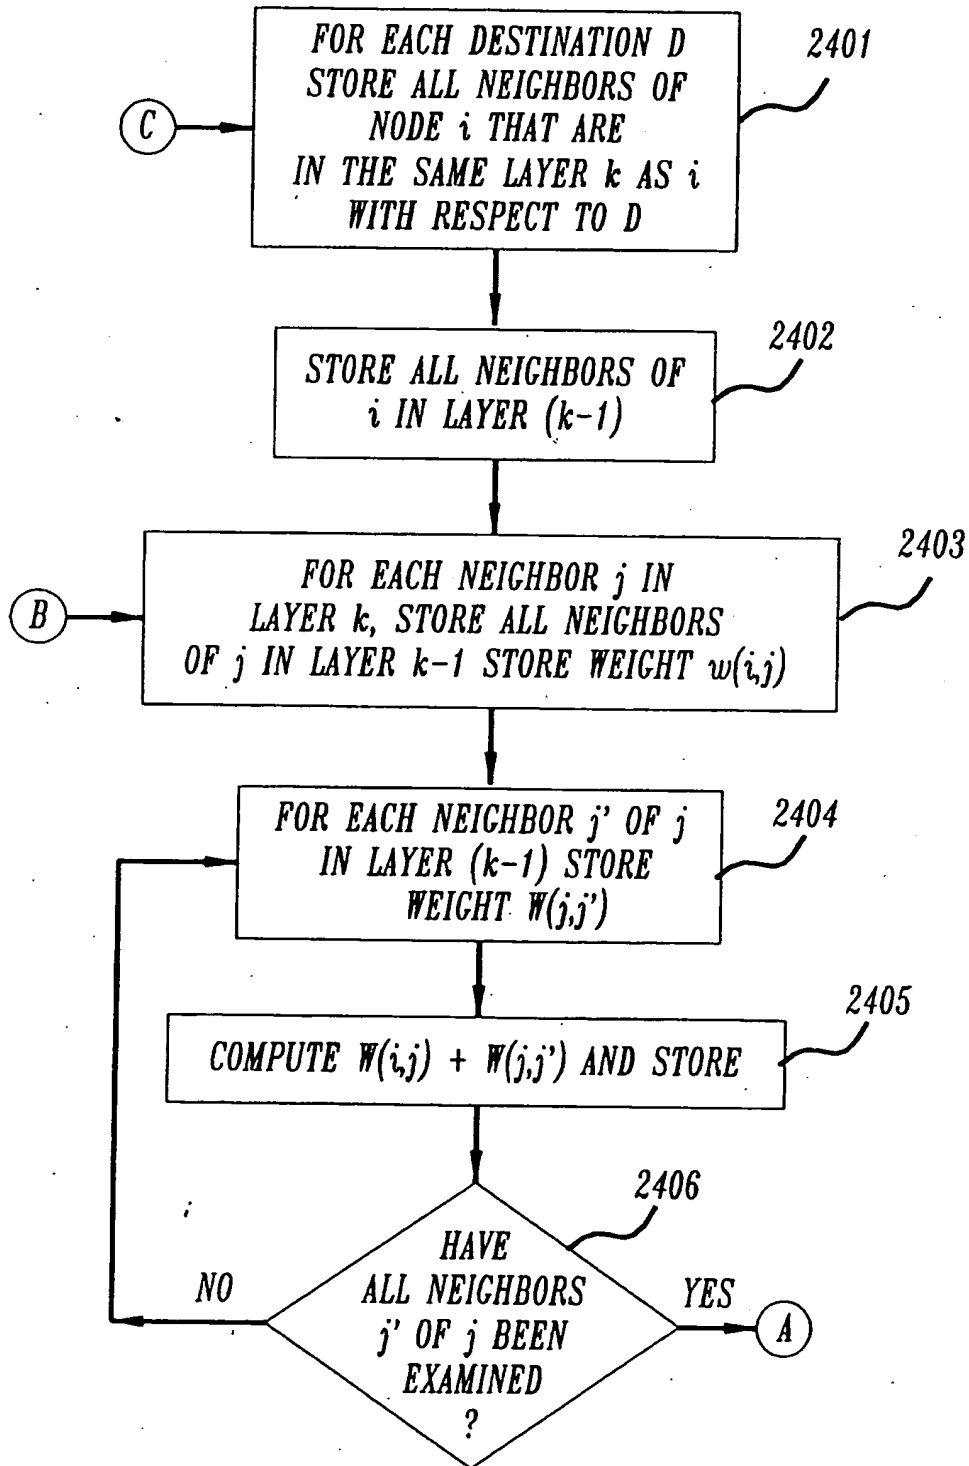 FOR EACH DESTINATION D
STORE ALL NEIGHBORS OF
NODE i THAT ARE
IN THE SAME LAYER k AS i
WITH RESPECT TO D
2401
C
STORE ALL NEIGHBORS OF
i IN LAYER (k-1)
2402
FOR EACH NEIGHBOR j IN
LAYER k, STORE ALL NEIGHBORS
OF j IN LAYER k-1 STORE WEIGHT w(i,j)
2403
B
FOR EACH NEIGHBOR j' OF j
IN LAYER (k-1) STORE
WEIGHT W(j,j')
2404
COMPUTE W(i,j) + W(j,j') AND STORE
2405
HAVE
ALL NEIGHBORS
j' OF j BEEN
EXAMINED
?
2406
NO
YES
A